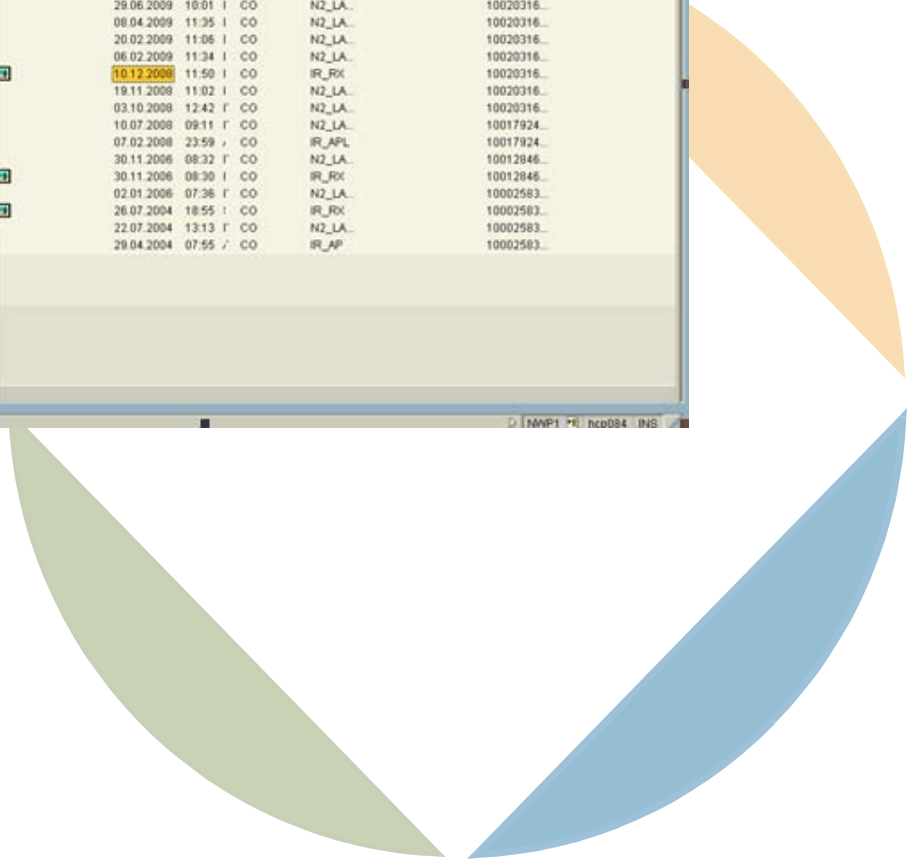 29.06.2009 10:01 CO N2_LA... 10020316...
08.04.2009 11:35 CO N2_LA... 10020316...
20.02.2009 11:06 CO N2_LA... 10020316...
06.02.2009 11:34 CO N2_LA... 10020316...
10.12.2008 11:50 CO IR_RX 10020316...
19.11.2008 11:02 CO N2_LA... 10020316...
03.10.2008 12:42 CO N2_LA... 10020316...
10.07.2008 09:11 CO N2_LA... 10017924...
07.02.2008 23:59 CO IR_APL 10017924...
30.11.2006 08:32 CO N2_LA... 10012846...
30.11.2006 08:30 CO IR_RX 10012846...
02.01.2006 07:36 CO N2_LA... 10002583...
26.07.2004 18:55 CO IR_RX 10002583...
22.07.2004 13:13 CO N2_LA... 10002583...
29.04.2004 07:55 CO IR_AP 10002583...
NWP1 hcp084 INS